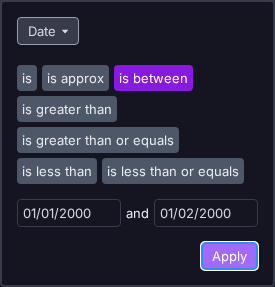 Date
is is approx is between
is greater than
is greater than or equals
is less than is less than or equals
01/01/2000 and 01/02/2000
Apply